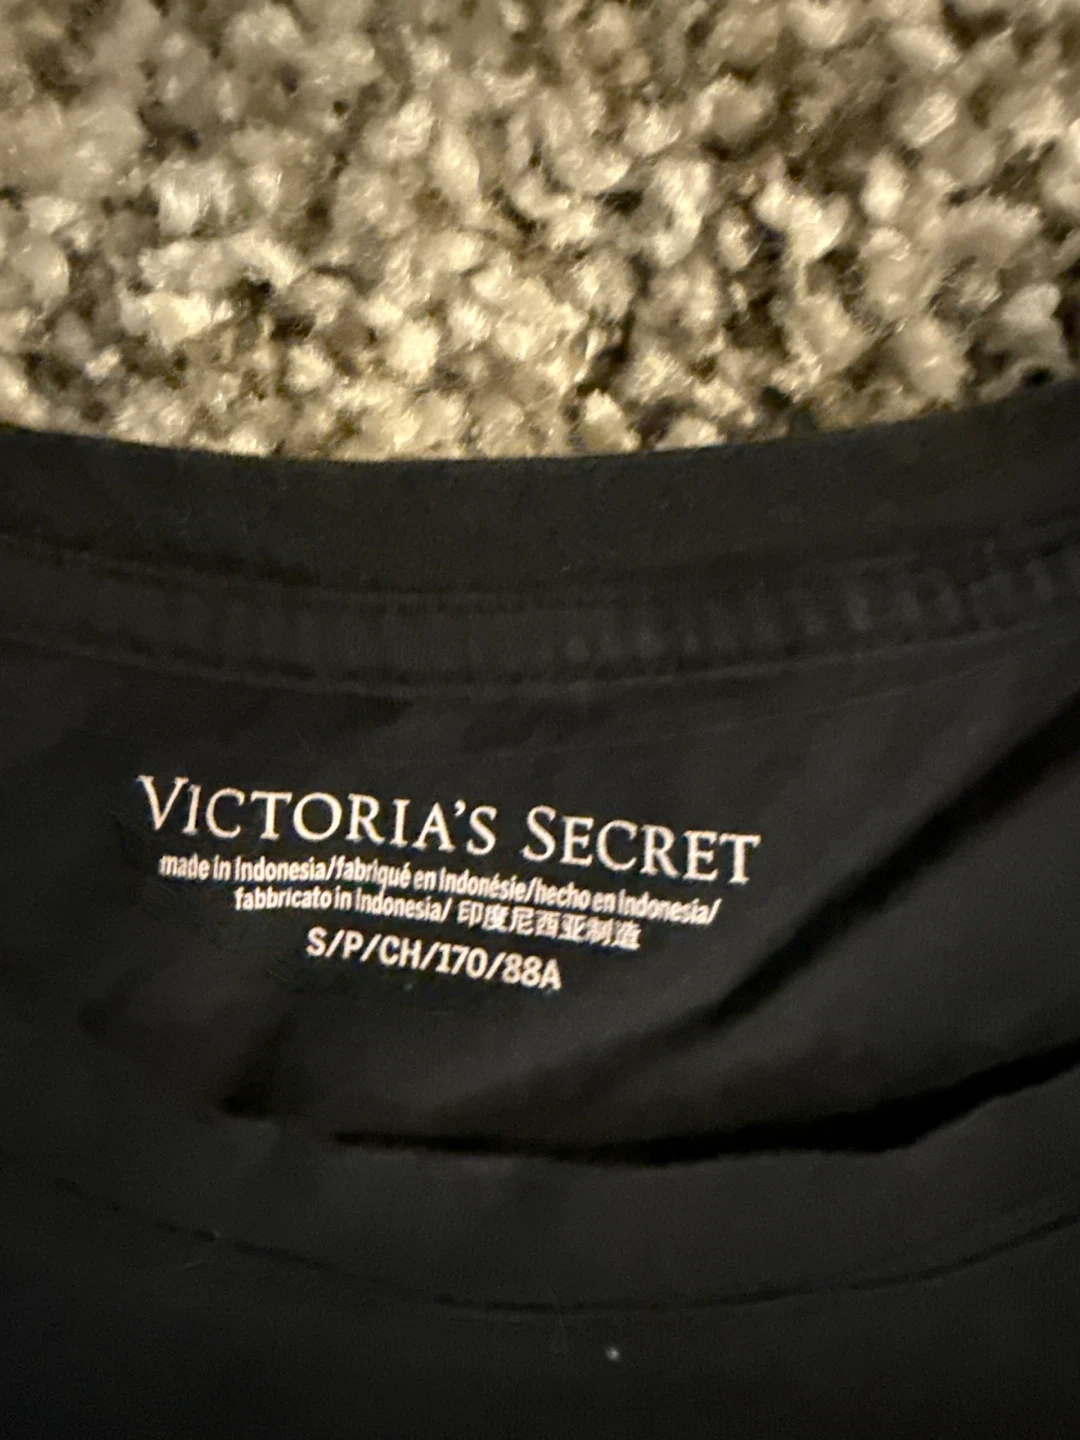 VICTORIA'S SECRET
made in Indonesia/fabriqué en Indonésie/hecho en Indonesia/
fabbricato in Indonesia/ 印度尼西亚制造
S/P/CH/170/88A